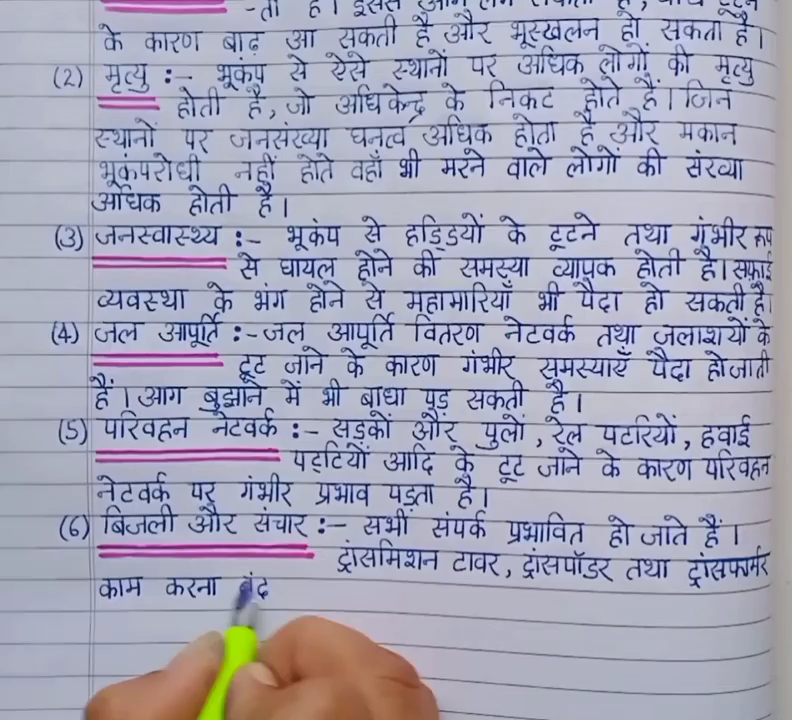 -ती है। इससे आग लग सकती है,
के कारण बाढ़ आ सकती है और भूस्खलन हो सकता है।
(2) मृत्यु :- भूकंप से ऐसे स्थानों पर अधिक लोगों की मृत्यु
होती है, जो अधिकेन्द्र के निकट होते हैं। जिन
स्थानों पर जनसंख्या घनत्व अधिक होता है और मकान
भूकंपरोधी नहीं होते वहाँ भी मरने वाले लोगों की संख्या
अधिक होती है।
(3) जनस्वास्थ्य :- भूकंप से हड्डियों के टूटने तथा गंभीर रूप
से घायल होने की समस्या व्यापक होती है। सफ़ाई
व्यवस्था के भंग होने से महामारियाँ भी पैदा हो सकती हैं।
(4) जल आपूर्ति :- जल आपूर्ति वितरण नेटवर्क तथा जलाशयों के
टूट जाने के कारण गंभीर समस्याएँ पैदा हो जाती
हैं। आग बुझाने में भी बाधा पड़ सकती है।
(5) परिवहन नेटवर्क :- सड़कों और पुलों, रेल पटरियों, हवाई
पट्टियों आदि के टूट जाने के कारण परिवहन
नेटवर्क पर गंभीर प्रभाव पड़ता है।
(6) बिजली और संचार :- सभी संपर्क प्रभावित हो जाते हैं।
ट्रांसमिशन टावर, ट्रांसपॉडर तथा ट्रांसफार्मर
काम करना बंद